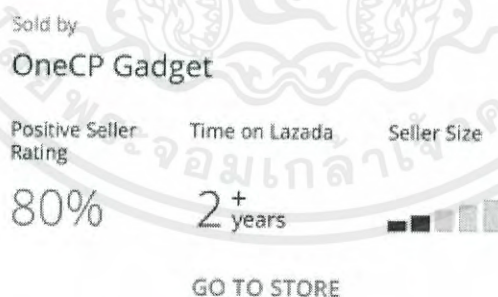 Sold by
OneCP Gadget
Positive Seller Rating
Time on Lazada
Seller Size
80%
2+ years
GO TO STORE